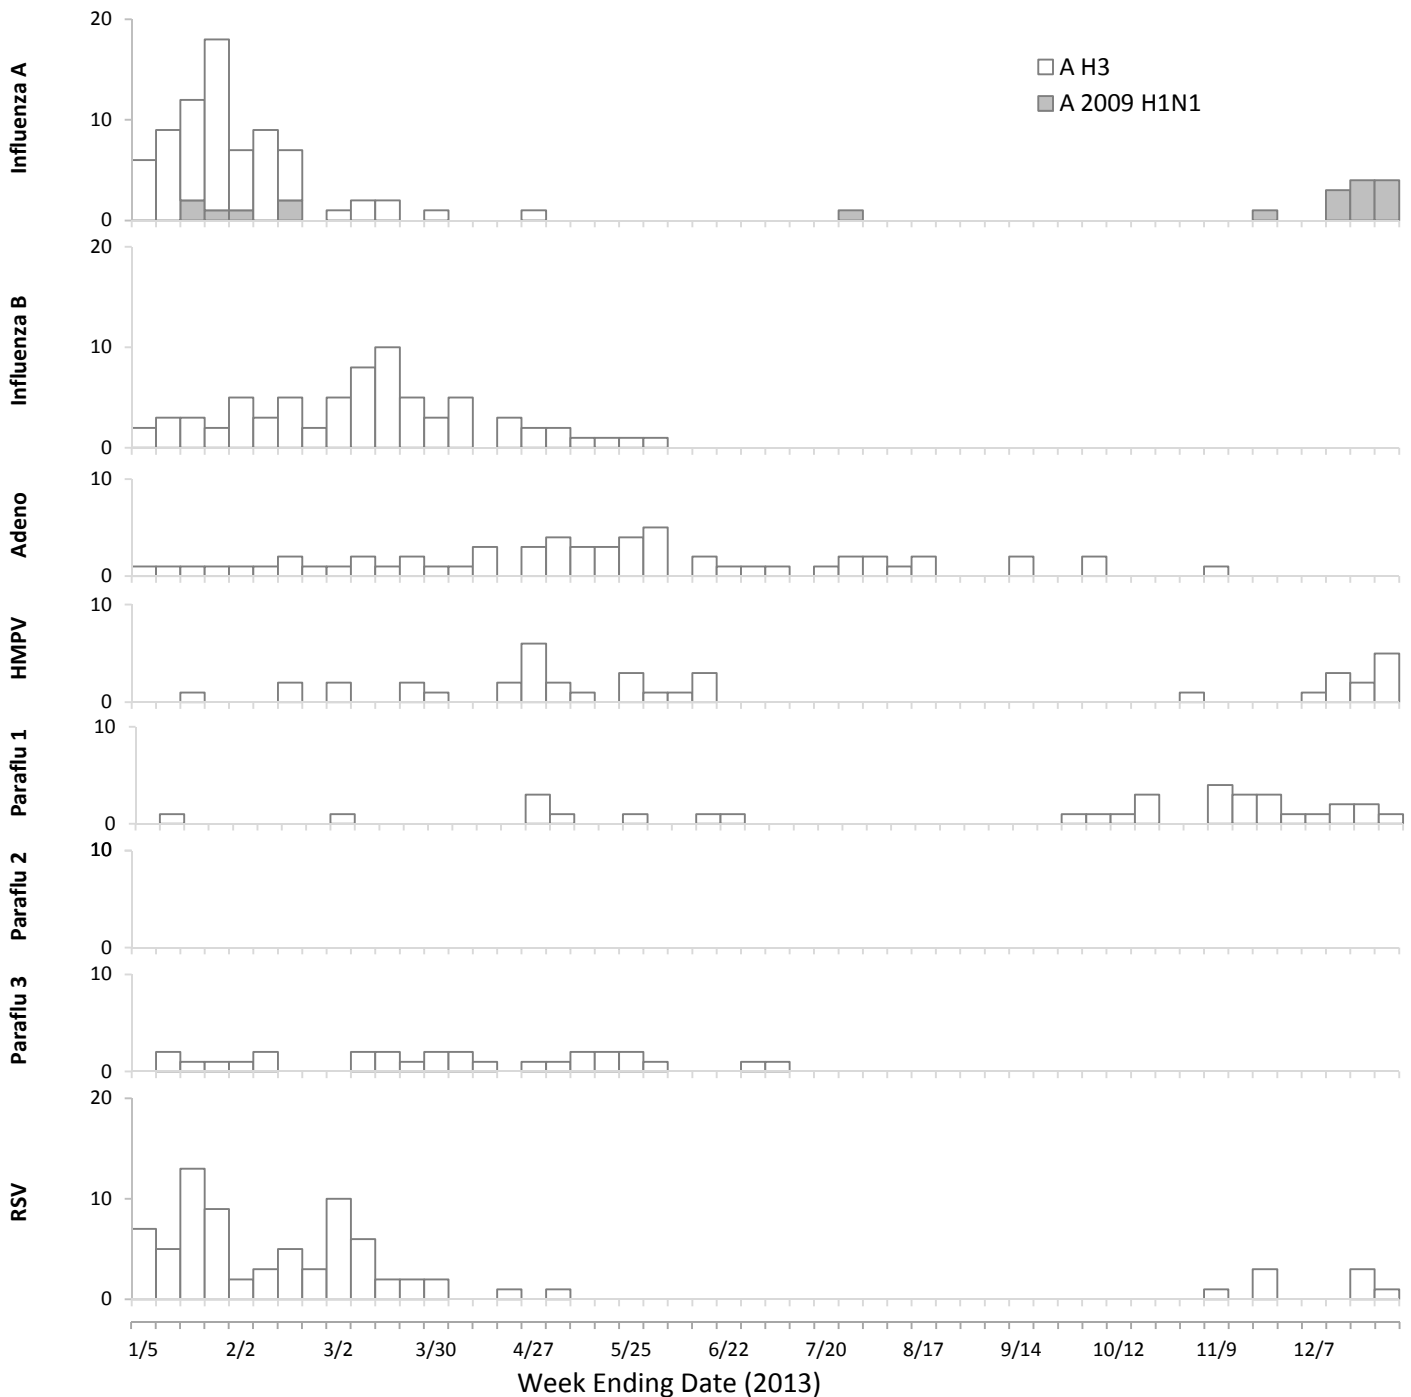 Influenza A
20
10
0
A H3
A 2009 H1N1
Influenza B
20
10
0
Adeno
10
0
HMPV
10
0
Paraflu 1
10
0
Paraflu 2
10
0
Paraflu 3
10
0
RSV
20
10
0
1/5 2/2 3/2 3/30 4/27 5/25 6/22 7/20 8/17 9/14 10/12 11/9 12/7
Week Ending Date (2013)